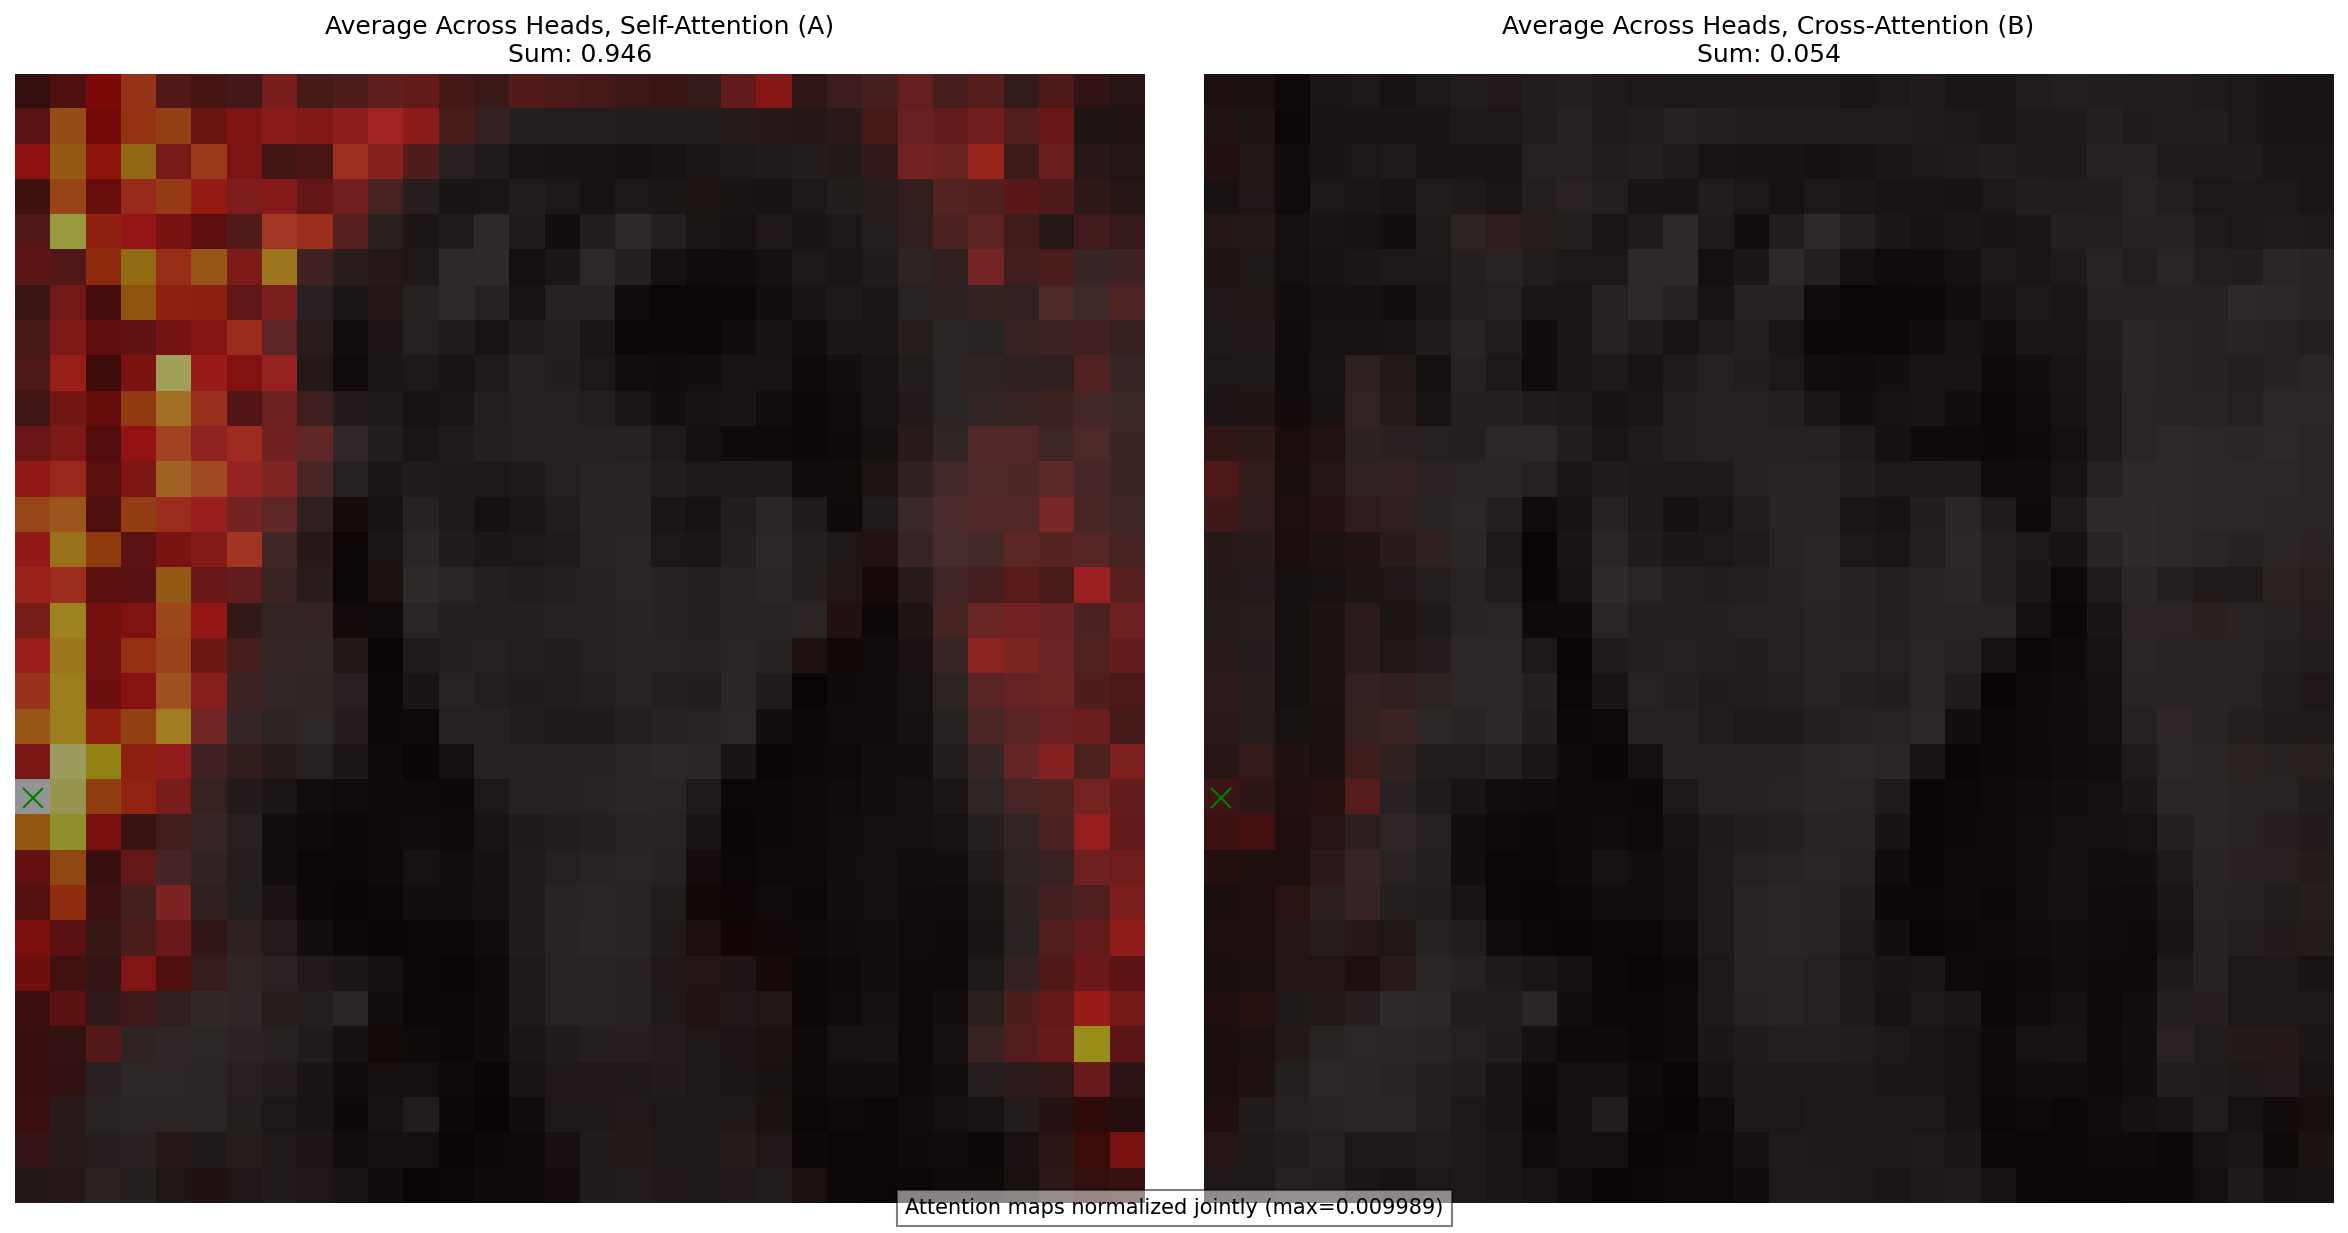 Average Across Heads, Self-Attention (A)
Sum: 0.946
Average Across Heads, Cross-Attention (B)
Sum: 0.054
Attention maps normalized jointly (max=0.009989)